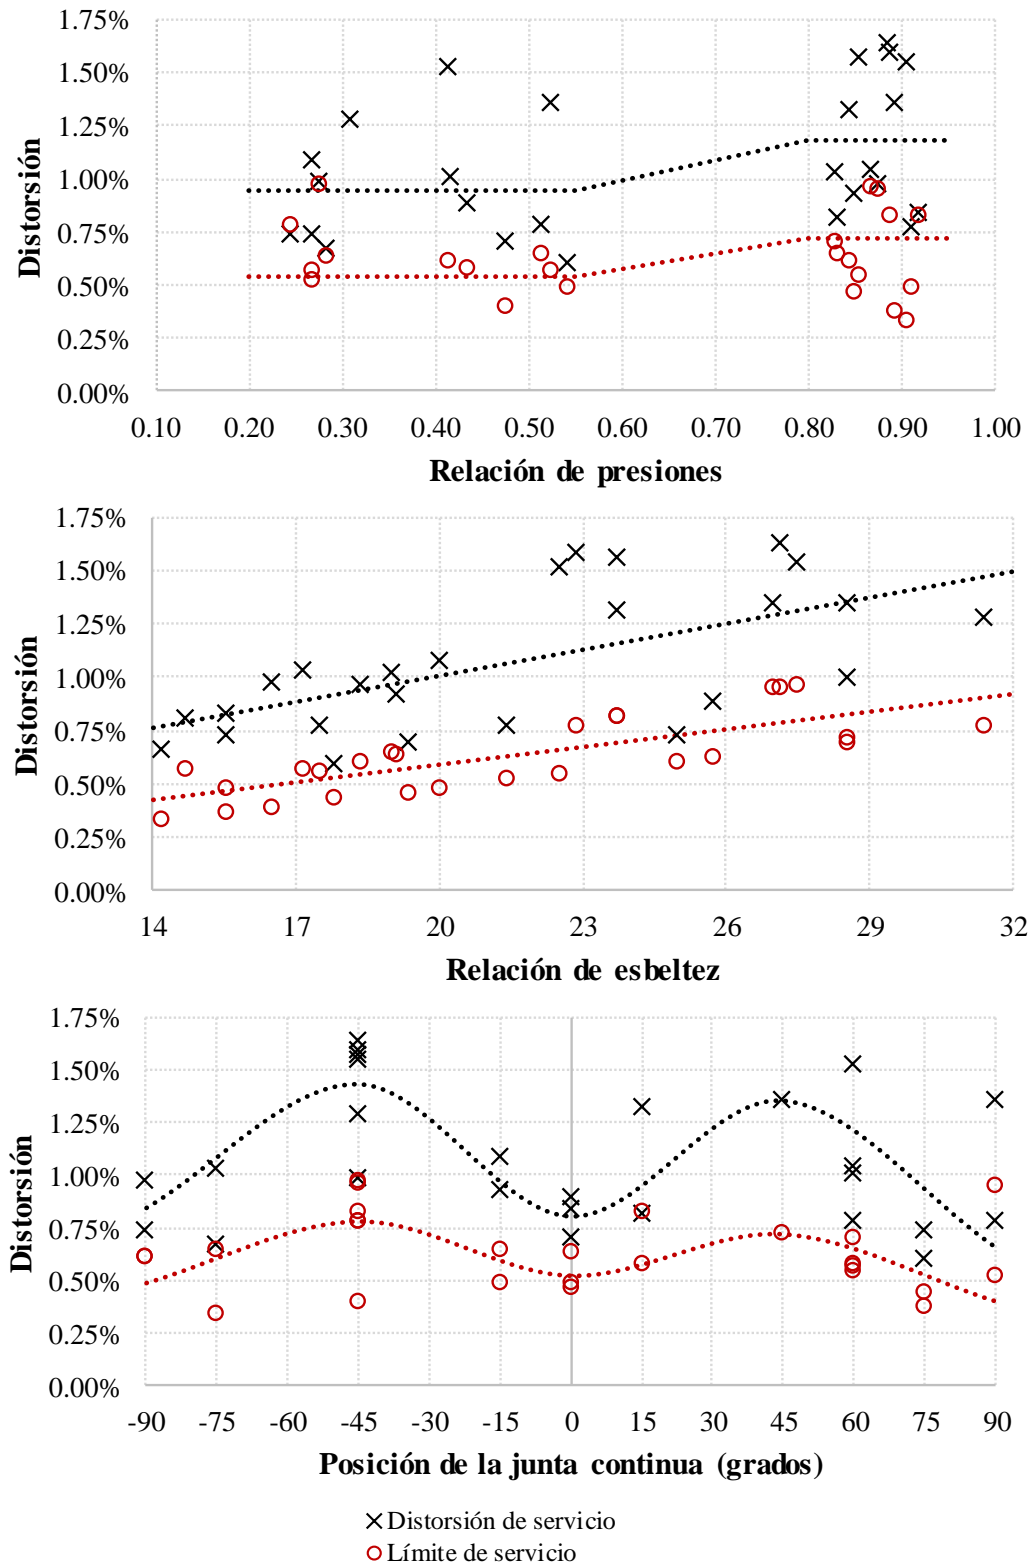 1.75%
1.50%
1.25%
1.00%
0.75%
0.50%
0.25%
0.00%
Distorsión
0.10 0.20 0.30 0.40 0.50 0.60 0.70 0.80 0.90 1.00
Relación de presiones
1.75%
1.50%
1.25%
1.00%
0.75%
0.50%
0.25%
0.00%
Distorsión
14 17 20 23 26 29 32
Relación de esbeltez
1.75%
1.50%
1.25%
1.00%
0.75%
0.50%
0.25%
0.00%
Distorsión
-90 -75 -60 -45 -30 -15 0 15 30 45 60 75 90
Posición de la junta continua (grados)
Distorsión de servicio
Límite de servicio